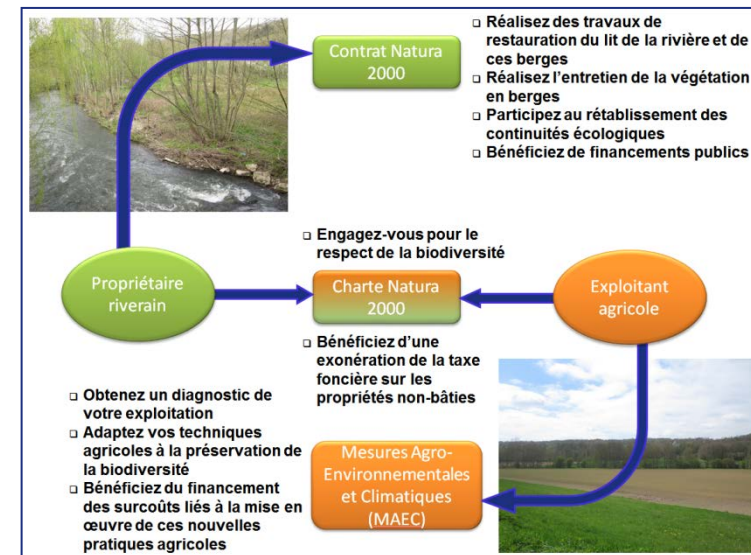 Contrat Natura
2000
❑ Réalisez des travaux de
restauration du lit de la rivière et de
ces berges
❑ Réalisez l’entretien de la végétation
en berges
❑ Participez au rétablissement des
continuités écologiques
❑ Bénéficiez de financements publics
❑ Engagez-vous pour le
respect de la biodiversité
Propriétaire
riverain
Charte Natura
2000
Exploitant
agricole
❑ Bénéficiez d’une
exonération de la taxe
foncière sur les
propriétés non-bâties
❑ Obtenez un diagnostic de
votre exploitation
❑ Adaptez vos techniques
agricoles à la préservation de
la biodiversité
❑ Bénéficiez du financement
des surcoûts liés à la mise en
œuvre de ces nouvelles
pratiques agricoles
Mesures Agro-
Environnementales
et Climatiques
(MAEC)